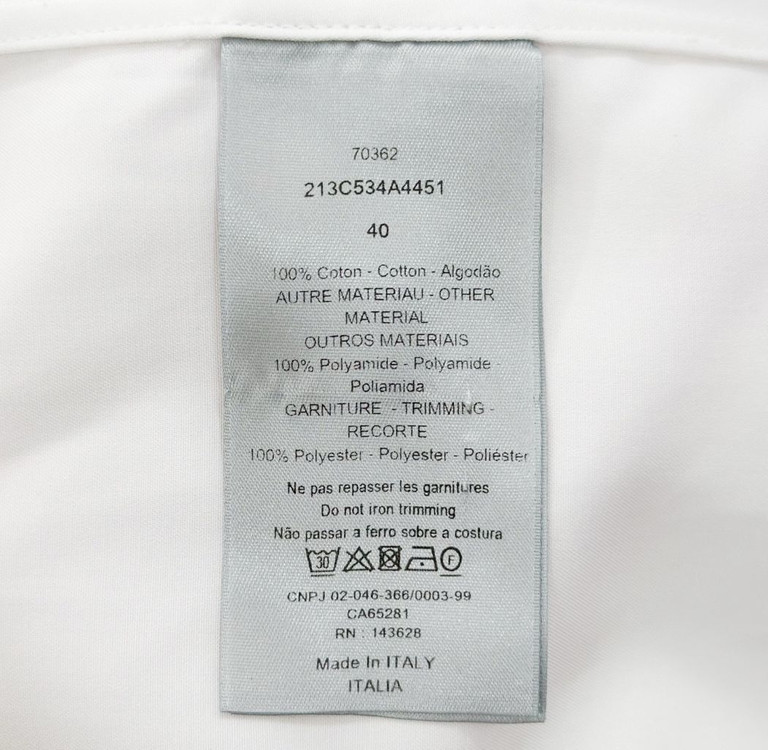 70362
213C534A4451
40
100% Coton - Cotton - Algodão
AUTRE MATERIAU - OTHER
MATERIAL
OUTROS MATERIAIS
100% Polyamide - Polyamide -
Poliamida
GARNITURE - TRIMMING -
RECORTE
100% Polyester - Polyester - Poliéster
Ne pas repasser les garnitures
Do not iron trimming
Não passar a ferro sobre a costura
30 F
CNPJ 02-046-366/0003-99
CA65281
RN : 143628
Made In ITALY
ITALIA